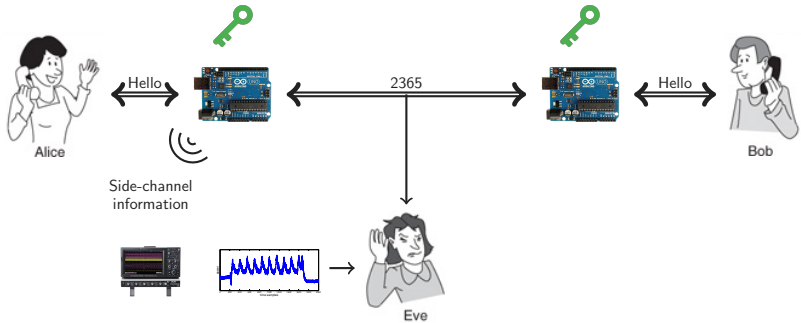 Hello
2365
Hello
Alice
Bob
Side-channel
information
Eve